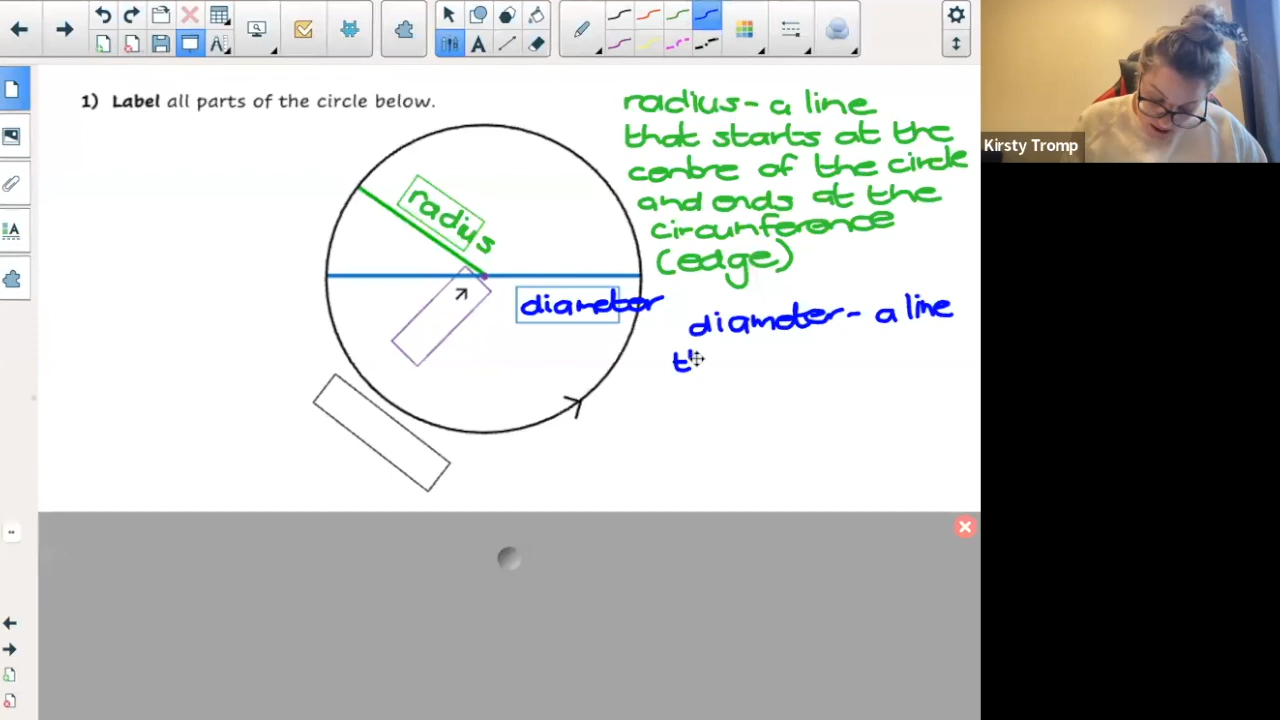 1) Label all parts of the circle below.
radius
diameter
radius - a line
that starts at the
centre of the circle
and ends at the
circumference
(edge)
diameter - a line
th
Kirsty Tromp